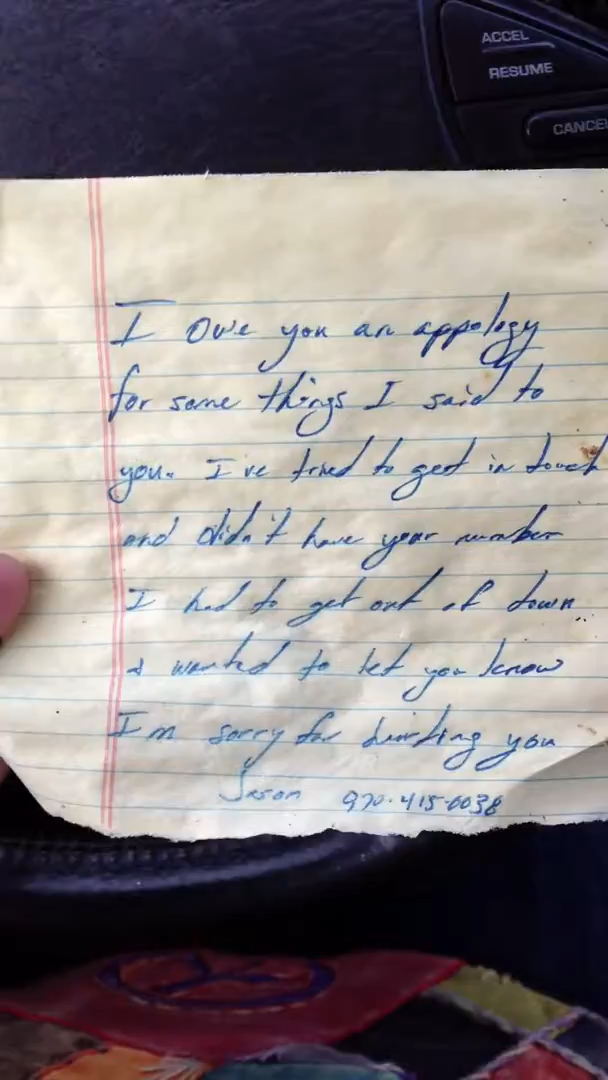 ACCEL
RESUME
CANCEL
I owe you an appology
for some things I said to
you. I've tried to get in touch
and didn't have your number
I had to get out of town
& wanted to let you know
I'm sorry for hurting you
Jason 970-415-0038